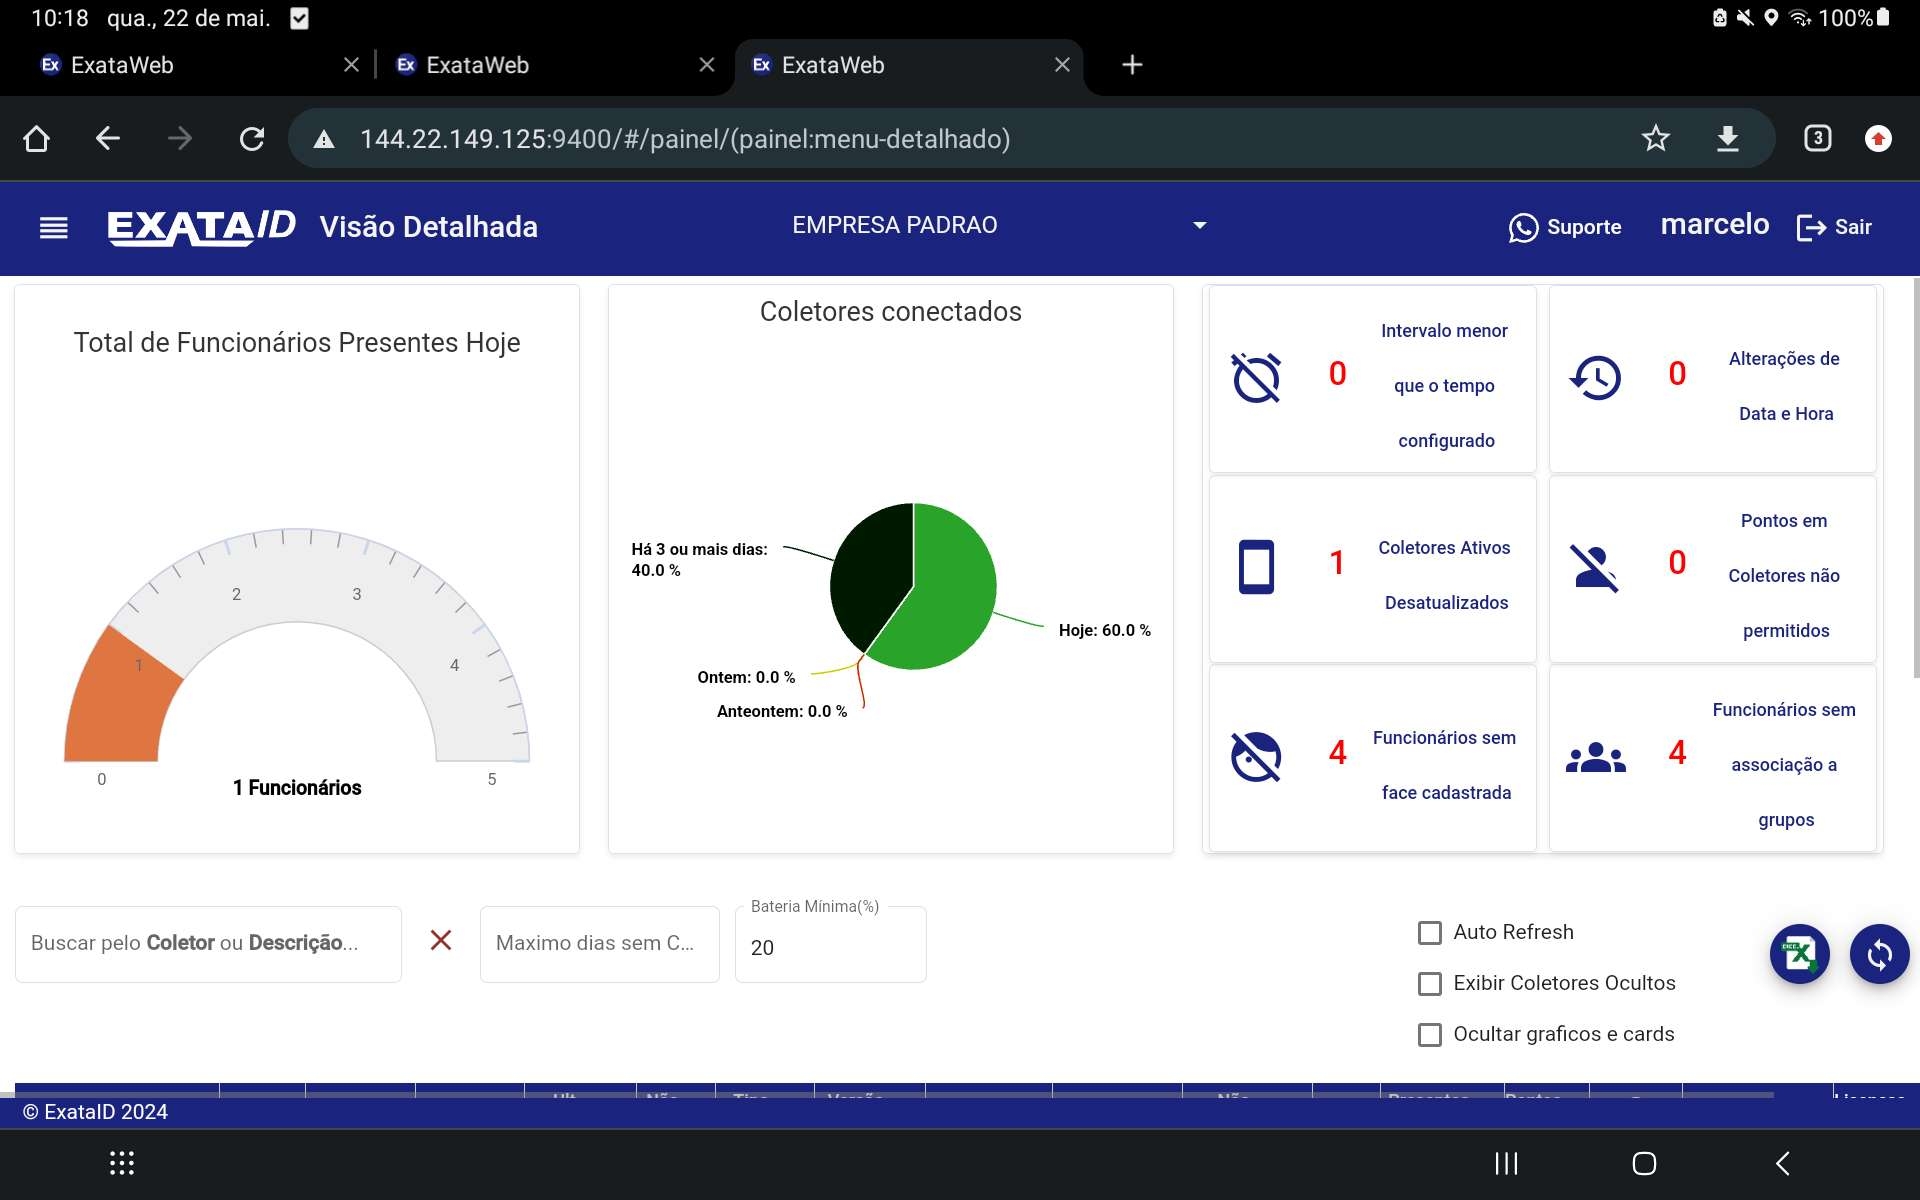 10:18 qua., 22 de mai.
100%
Ex ExataWeb
Ex ExataWeb
Ex ExataWeb
144.22.149.125:9400/#/painel/(painel:menu-detalhado)
3
EXATAID Visão Detalhada
EMPRESA PADRAO
Suporte
marcelo
Sair
Total de Funcionários Presentes Hoje
0
1
2
3
4
5
1 Funcionários
Coletores conectados
Há 3 ou mais dias:
40.0 %
Hoje: 60.0 %
Ontem: 0.0 %
Anteontem: 0.0 %
0
Intervalo menor
que o tempo
configurado
0
Alterações de
Data e Hora
1
Coletores Ativos
Desatualizados
0
Pontos em
Coletores não
permitidos
4
Funcionários sem
face cadastrada
4
Funcionários sem
associação a
grupos
Buscar pelo Coletor ou Descrição...
Maximo dias sem C...
Bateria Mínima(%)
20
Auto Refresh
Exibir Coletores Ocultos
Ocultar graficos e cards
© ExataID 2024